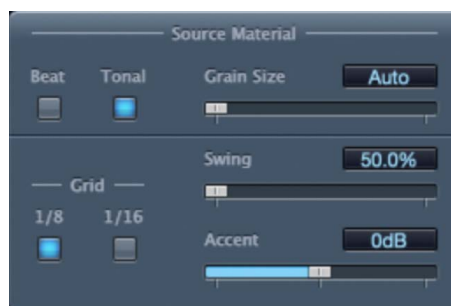 Source Material
Beat Tonal Grain Size Auto
Swing 50.0%
Grid
1/8 1/16
Accent 0dB